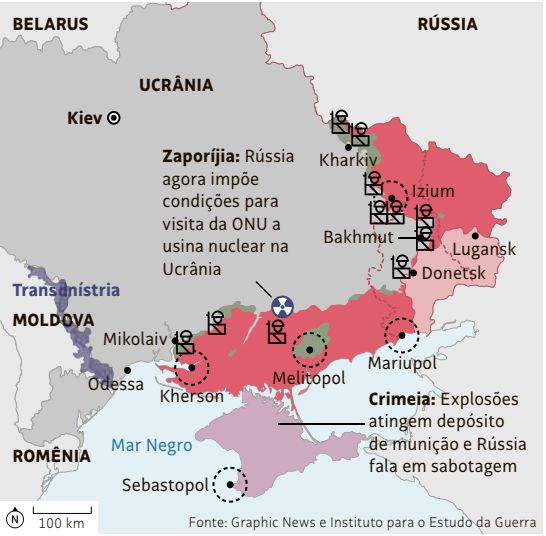 BELARUS
RÚSSIA
UCRÂNIA
Kiev
Zaporíjia: Rússia
agora impõe
condições para
visita da ONU a
usina nuclear na
Ucrânia
Kharkiv
Izium
Bakhmut
Lugansk
Donetsk
Transnístria
MOLDOVA
Mikolaiv
Odessa
Kherson
Melitopol
Mariupol
Crimeia: Explosões
atingem depósito
de munição e Rússia
fala em sabotagem
Mar Negro
ROMÊNIA
Sebastopol
N
100 km
Fonte: Graphic News e Instituto para o Estudo da Guerra